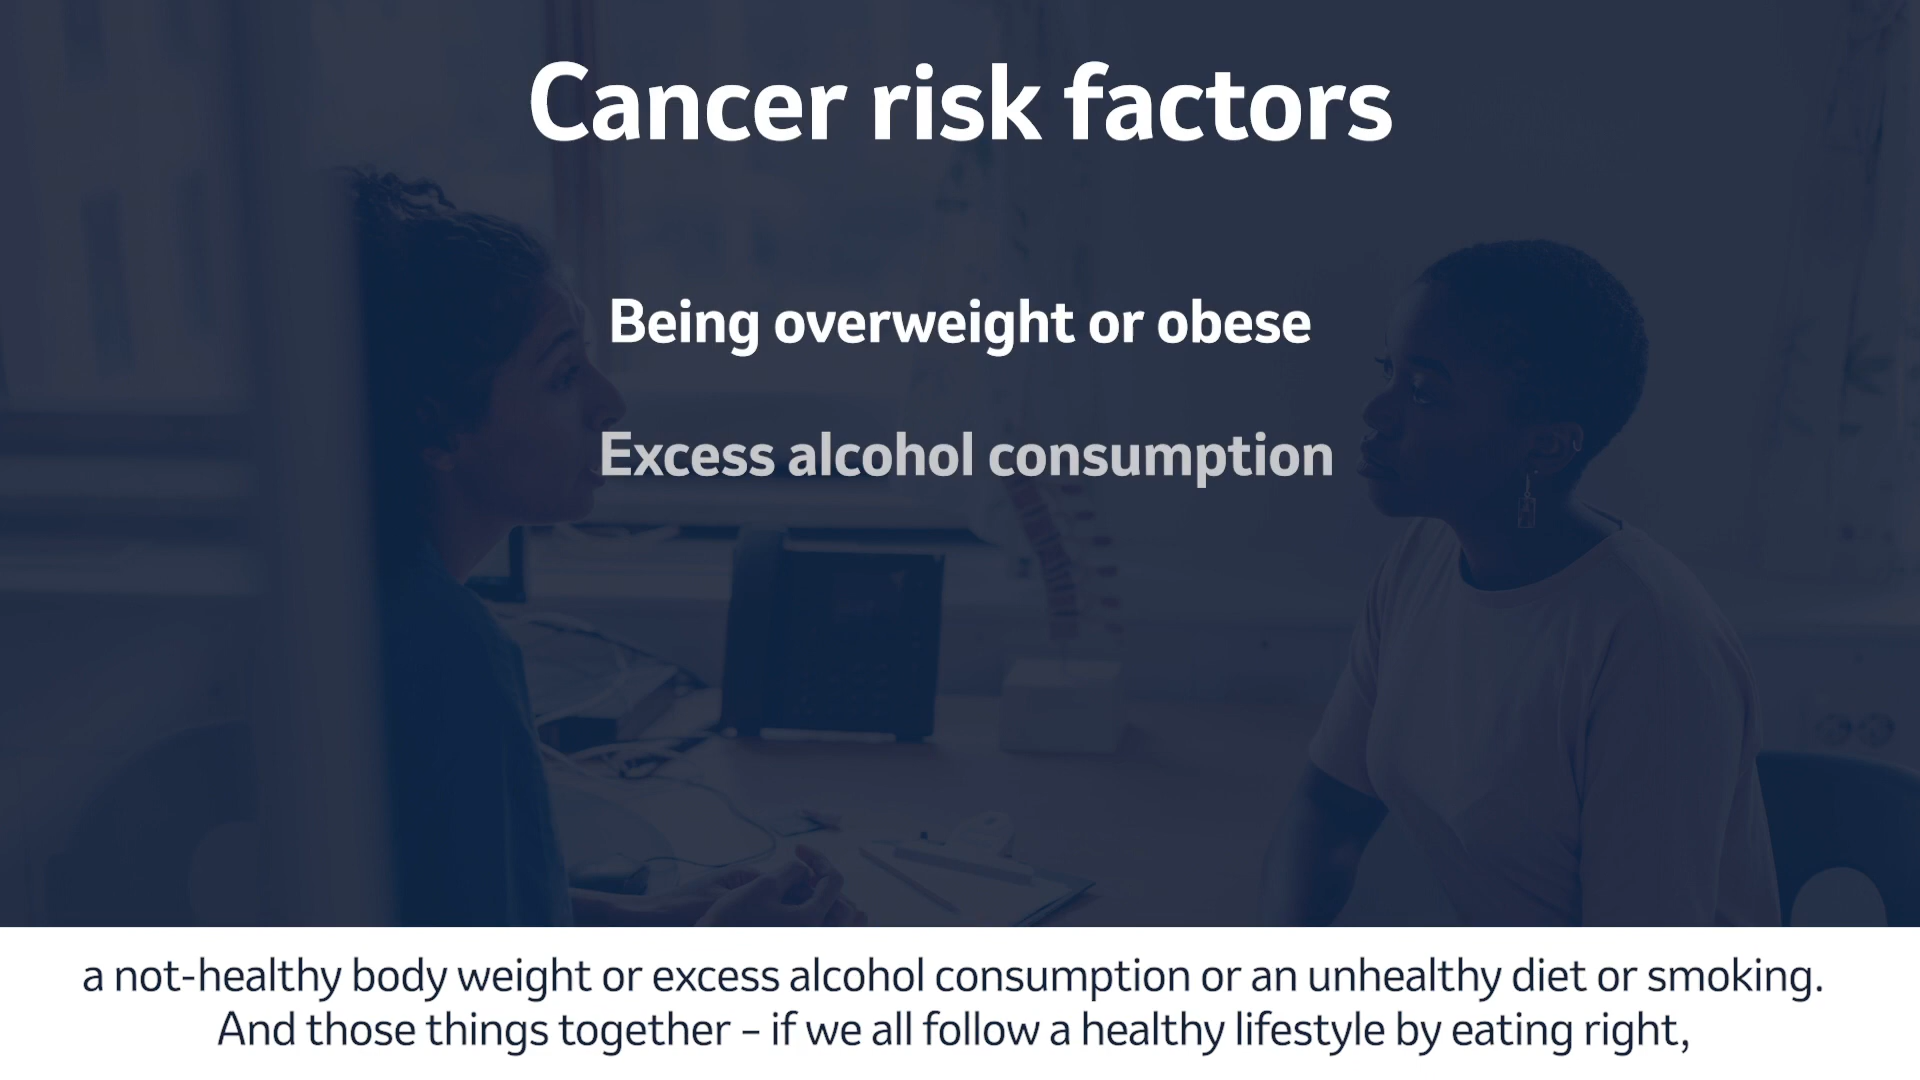 Cancer risk factors
Being overweight or obese
Excess alcohol consumption
a not-healthy body weight or excess alcohol consumption or an unhealthy diet or smoking.
And those things together – if we all follow a healthy lifestyle by eating right,